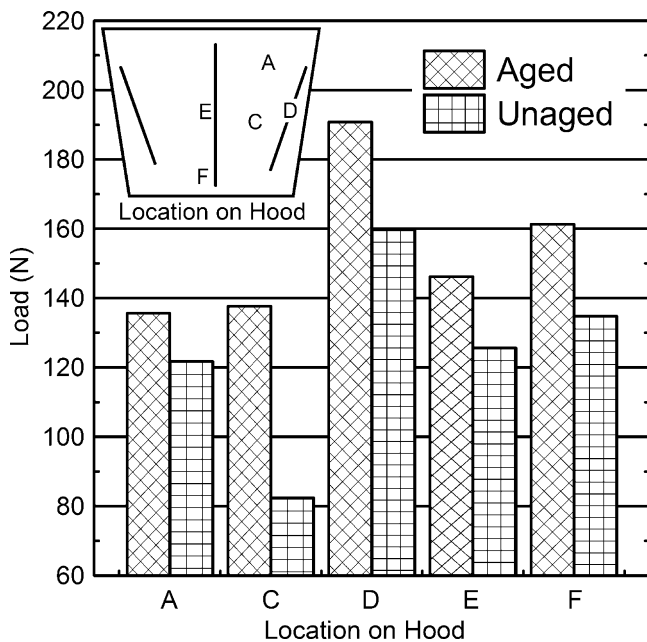 220
200
180
160
140
120
100
80
60
Load (N)
A
E
C
D
F
Location on Hood
Aged
Unaged
A C D E F
Location on Hood